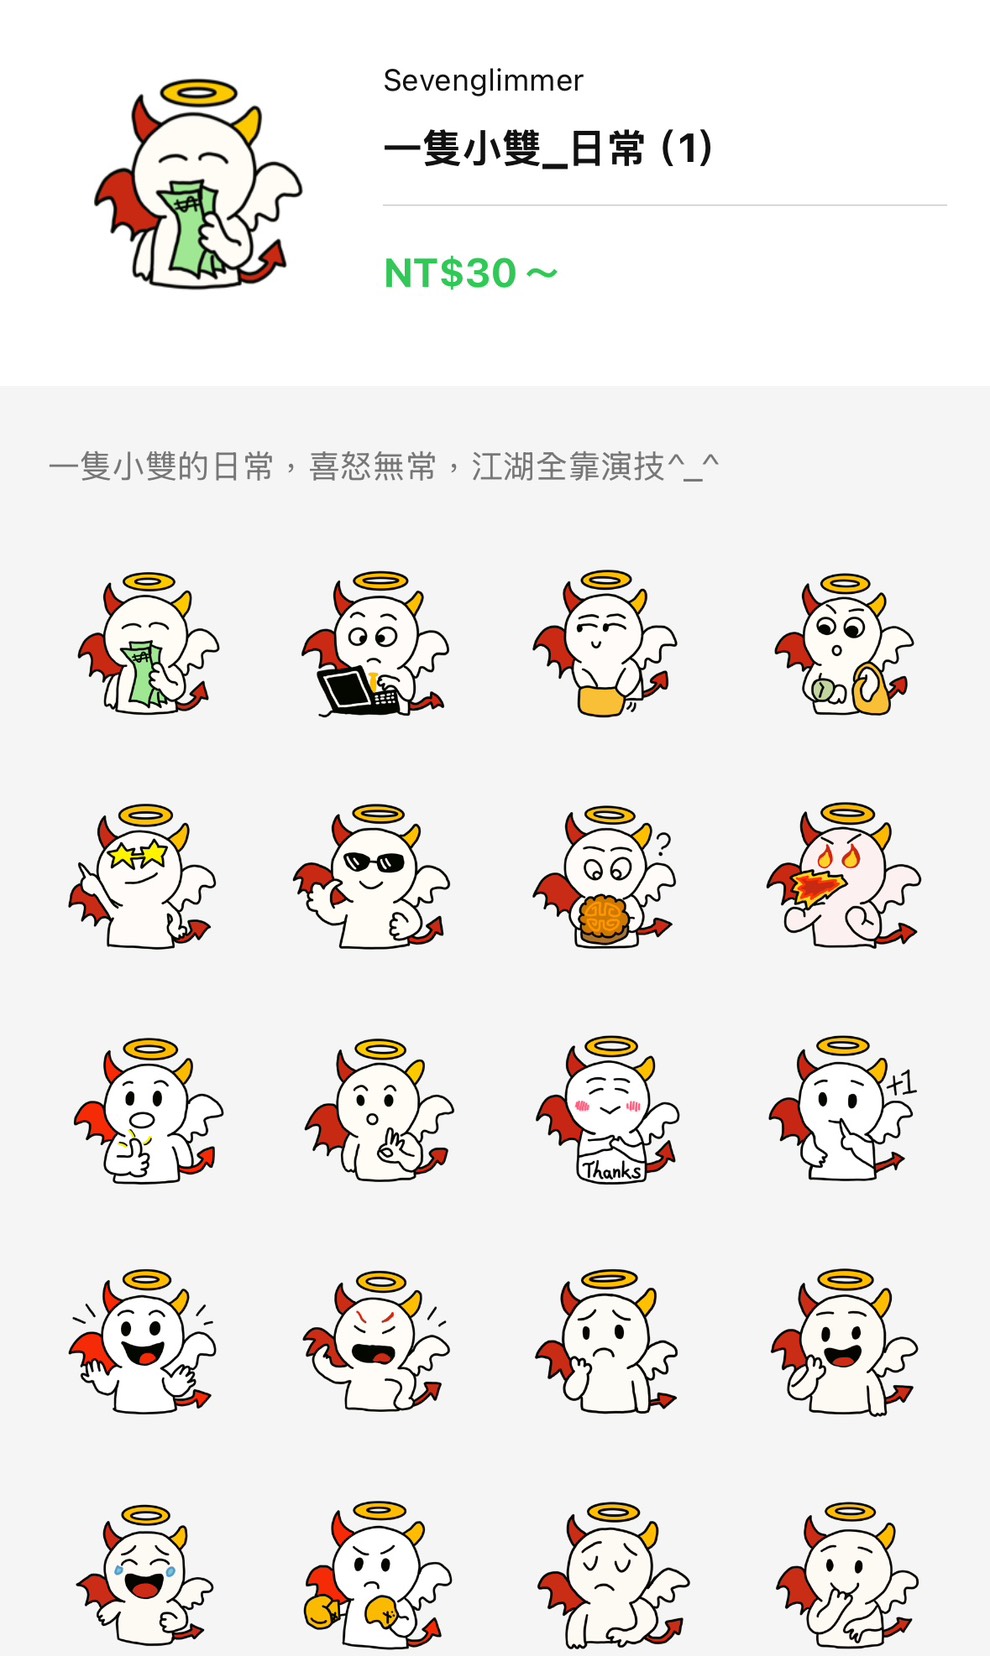 Sevenglimmer
一隻小雙_日常 (1)
NT$30～
一隻小雙的日常，喜怒無常，江湖全靠演技^_^
?
+1
Thanks